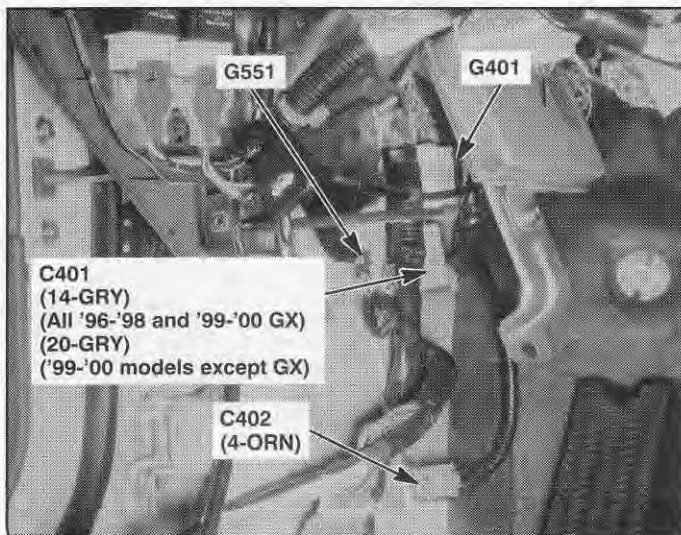 G551
G401
C401
(14-GRY)
(All '96-'98 and '99-'00 GX)
(20-GRY)
('99-'00 models except GX)
C402
(4-ORN)